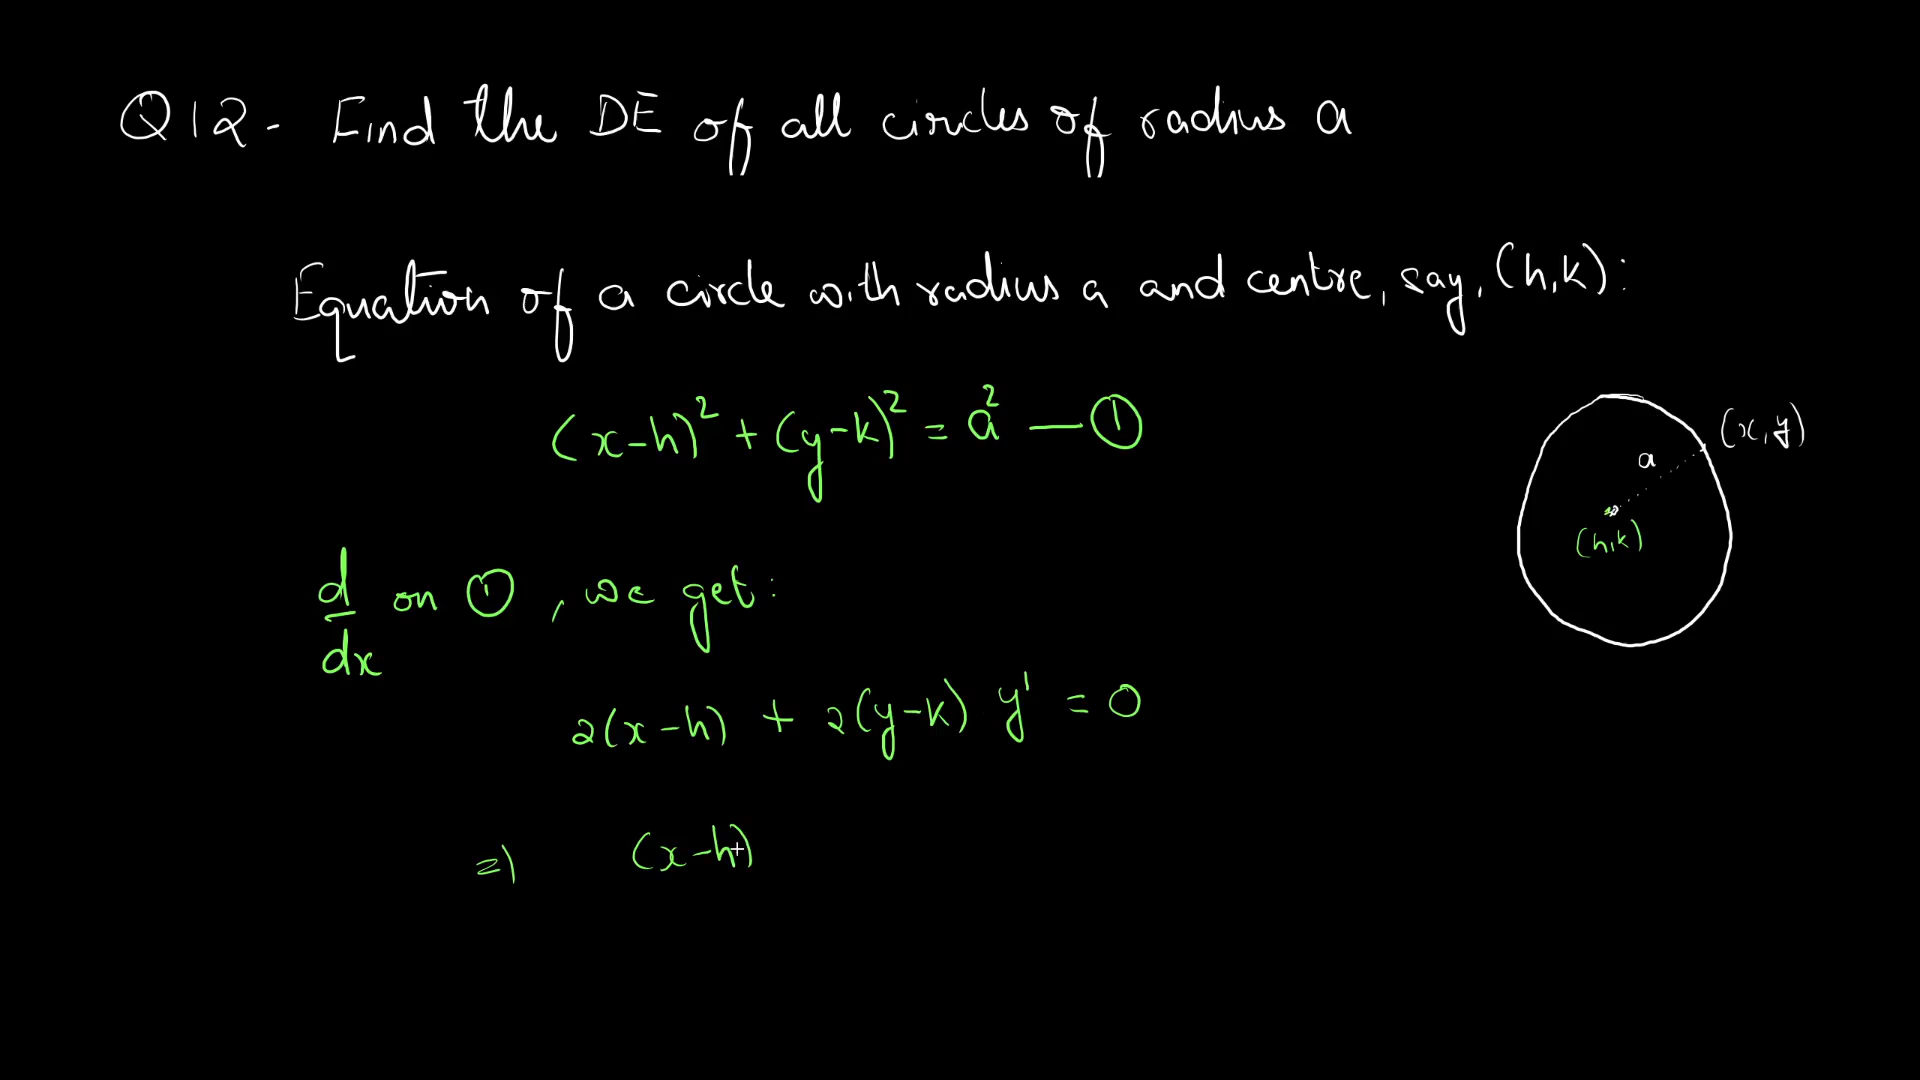 Q12- Find the DE of all circles of radius a
Equation of a circle with radius a and centre, say, (h,k):
(x-h)² + (y-k)² = a² — ①
(x,y)
a
(h,k)
d/dx on ①, we get:
2(x-h) + 2(y-k) y' = 0
=) (x-h)